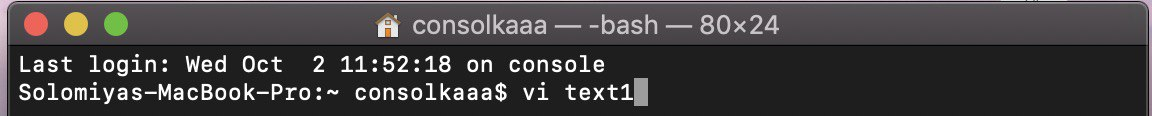 consolkaaa — -bash — 80×24
Last login: Wed Oct  2 11:52:18 on console
Solomiyas-MacBook-Pro:~ consolkaaa$ vi text1